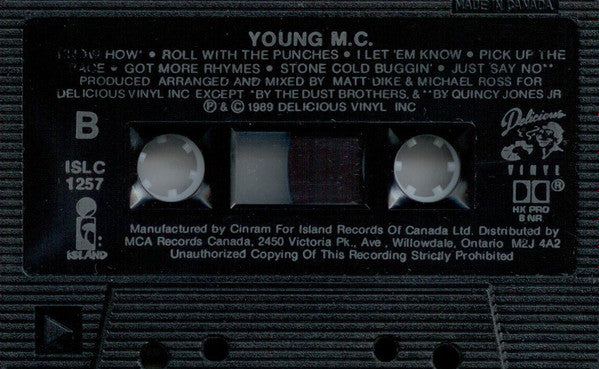 MADE IN CANADA
YOUNG M.C.
KNOW HOW* • ROLL WITH THE PUNCHES • I LET 'EM KNOW • PICK UP THE
PACE • GOT MORE RHYMES • STONE COLD BUGGIN' • JUST SAY NO**
PRODUCED ARRANGED AND MIXED BY MATT DIKE & MICHAEL ROSS FOR
DELICIOUS VINYL INC EXCEPT *BY THE DUST BROTHERS, & **BY QUINCY JONES JR
Ⓟ & © 1989 DELICIOUS VINYL INC
B
ISLC
1257
ISLAND
Delicious
VINYL
HX PRO
B NR
®
Manufactured by Cinram For Island Records Of Canada Ltd. Distributed by
MCA Records Canada, 2450 Victoria Pk., Ave , Willowdale, Ontario M2J 4A2
Unauthorized Copying Of This Recording Strictly Prohibited